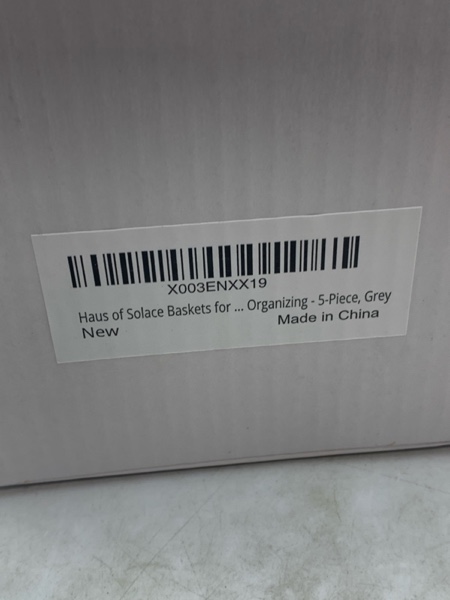 X003ENXX19
Haus of Solace Baskets for ... Organizing - 5-Piece, Grey
New
Made in China